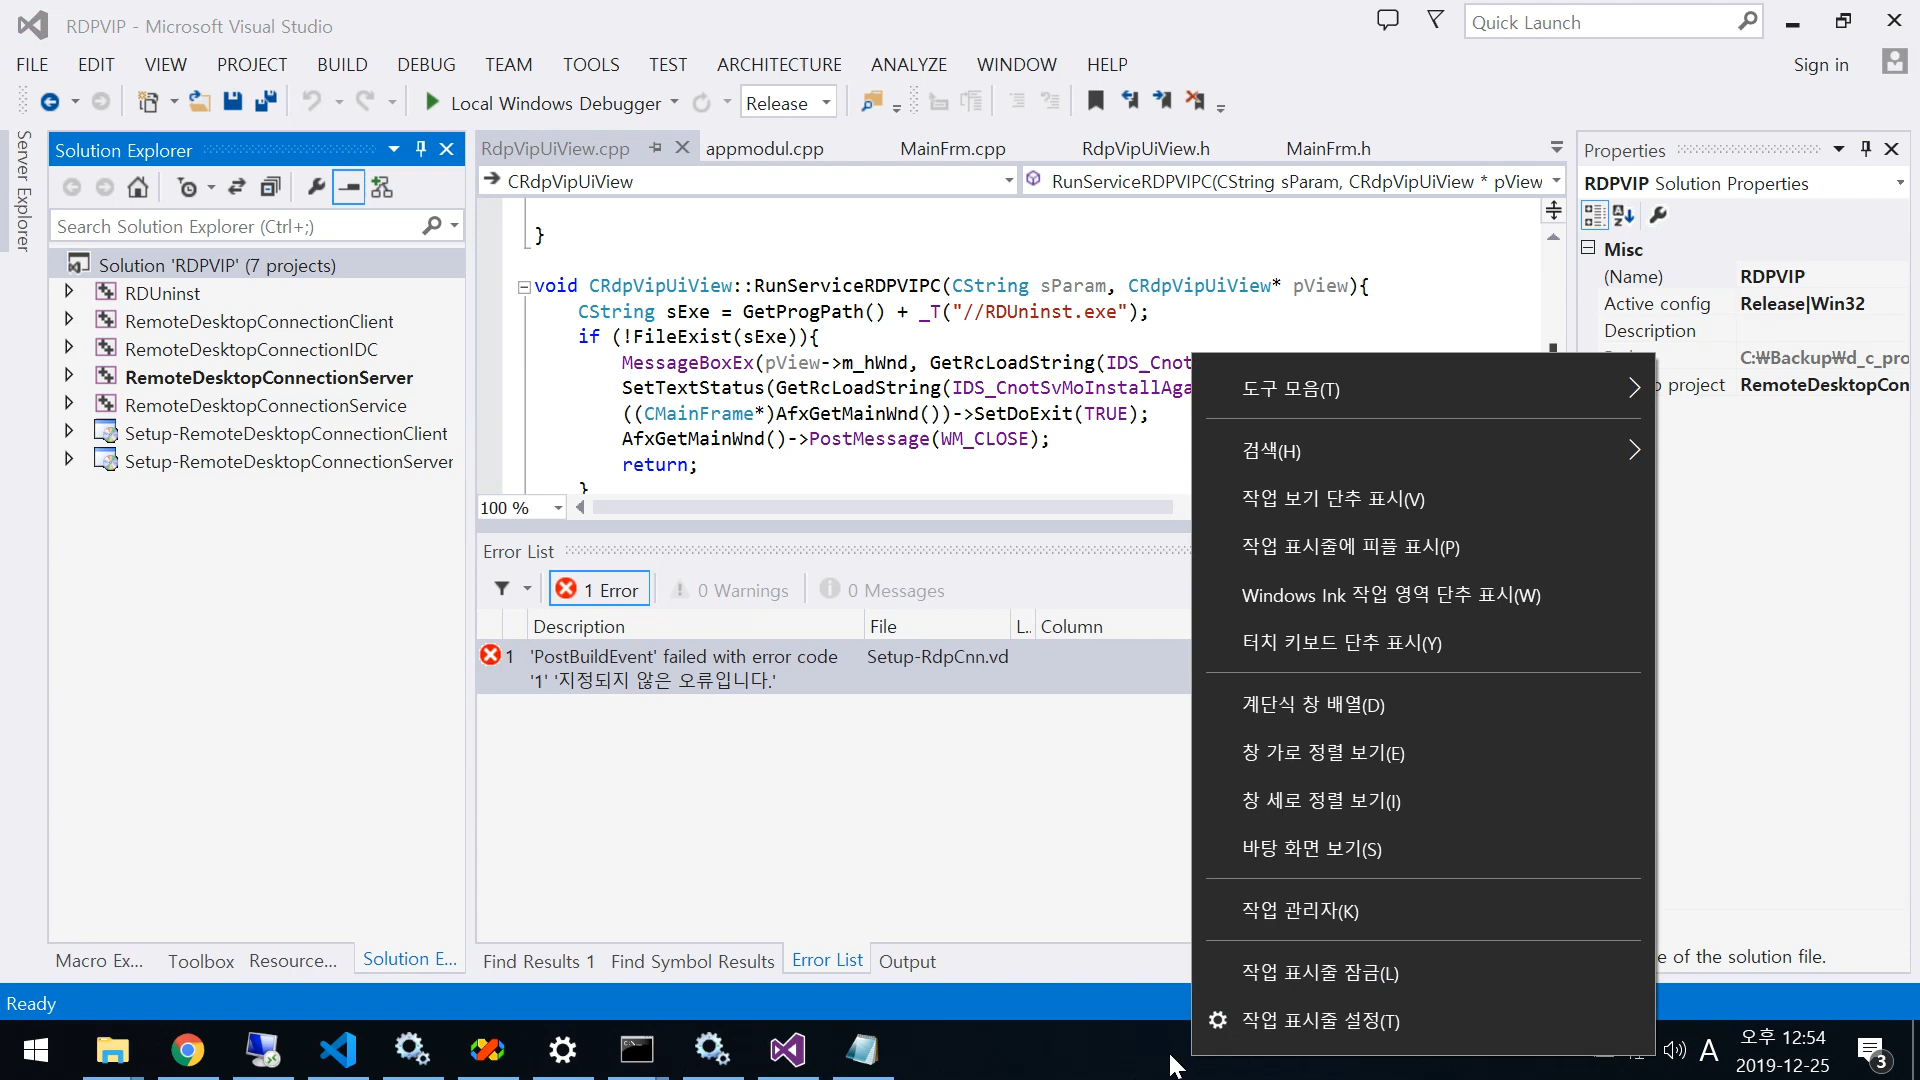 RDPVIP - Microsoft Visual Studio
Quick Launch
FILE EDIT VIEW PROJECT BUILD DEBUG TEAM TOOLS TEST ARCHITECTURE ANALYZE WINDOW HELP
Sign in
Local Windows Debugger
Release
Server Explorer
Solution Explorer
Search Solution Explorer (Ctrl+;)
Solution 'RDPVIP' (7 projects)
RDUninst
RemoteDesktopConnectionClient
RemoteDesktopConnectionIDC
RemoteDesktopConnectionServer
RemoteDesktopConnectionService
Setup-RemoteDesktopConnectionClient
Setup-RemoteDesktopConnectionServer
Macro Ex... Toolbox Resource... Solution E...
RdpVipUiView.cpp appmodul.cpp MainFrm.cpp RdpVipUiView.h MainFrm.h
CRdpVipUiView
RunServiceRDPVIPC(CString sParam, CRdpVipUiView * pView
}
void CRdpVipUiView::RunServiceRDPVIPC(CString sParam, CRdpVipUiView* pView){
CString sExe = GetProgPath() + _T("//RDUninst.exe");
if (!FileExist(sExe)){
MessageBoxEx(pView->m_hWnd, GetRcLoadString(IDS_Cnot
SetTextStatus(GetRcLoadString(IDS_CnotSvMoInstallAga
((CMainFrame*)AfxGetMainWnd())->SetDoExit(TRUE);
AfxGetMainWnd()->PostMessage(WM_CLOSE);
return;
}
100 %
Error List
1 Error 0 Warnings 0 Messages
Description File L.. Column
1 'PostBuildEvent' failed with error code Setup-RdpCnn.vd
'1' '지정되지 않은 오류입니다.'
Find Results 1 Find Symbol Results Error List Output
Properties
RDPVIP Solution Properties
Misc
(Name) RDPVIP
Active config Release|Win32
Description
C:₩Backup₩d_c_pro
project RemoteDesktopCon
e of the solution file.
도구 모음(T)
검색(H)
작업 보기 단추 표시(V)
작업 표시줄에 피플 표시(P)
Windows Ink 작업 영역 단추 표시(W)
터치 키보드 단추 표시(Y)
계단식 창 배열(D)
창 가로 정렬 보기(E)
창 세로 정렬 보기(I)
바탕 화면 보기(S)
작업 관리자(K)
작업 표시줄 잠금(L)
작업 표시줄 설정(T)
Ready
A
오후 12:54
2019-12-25
3